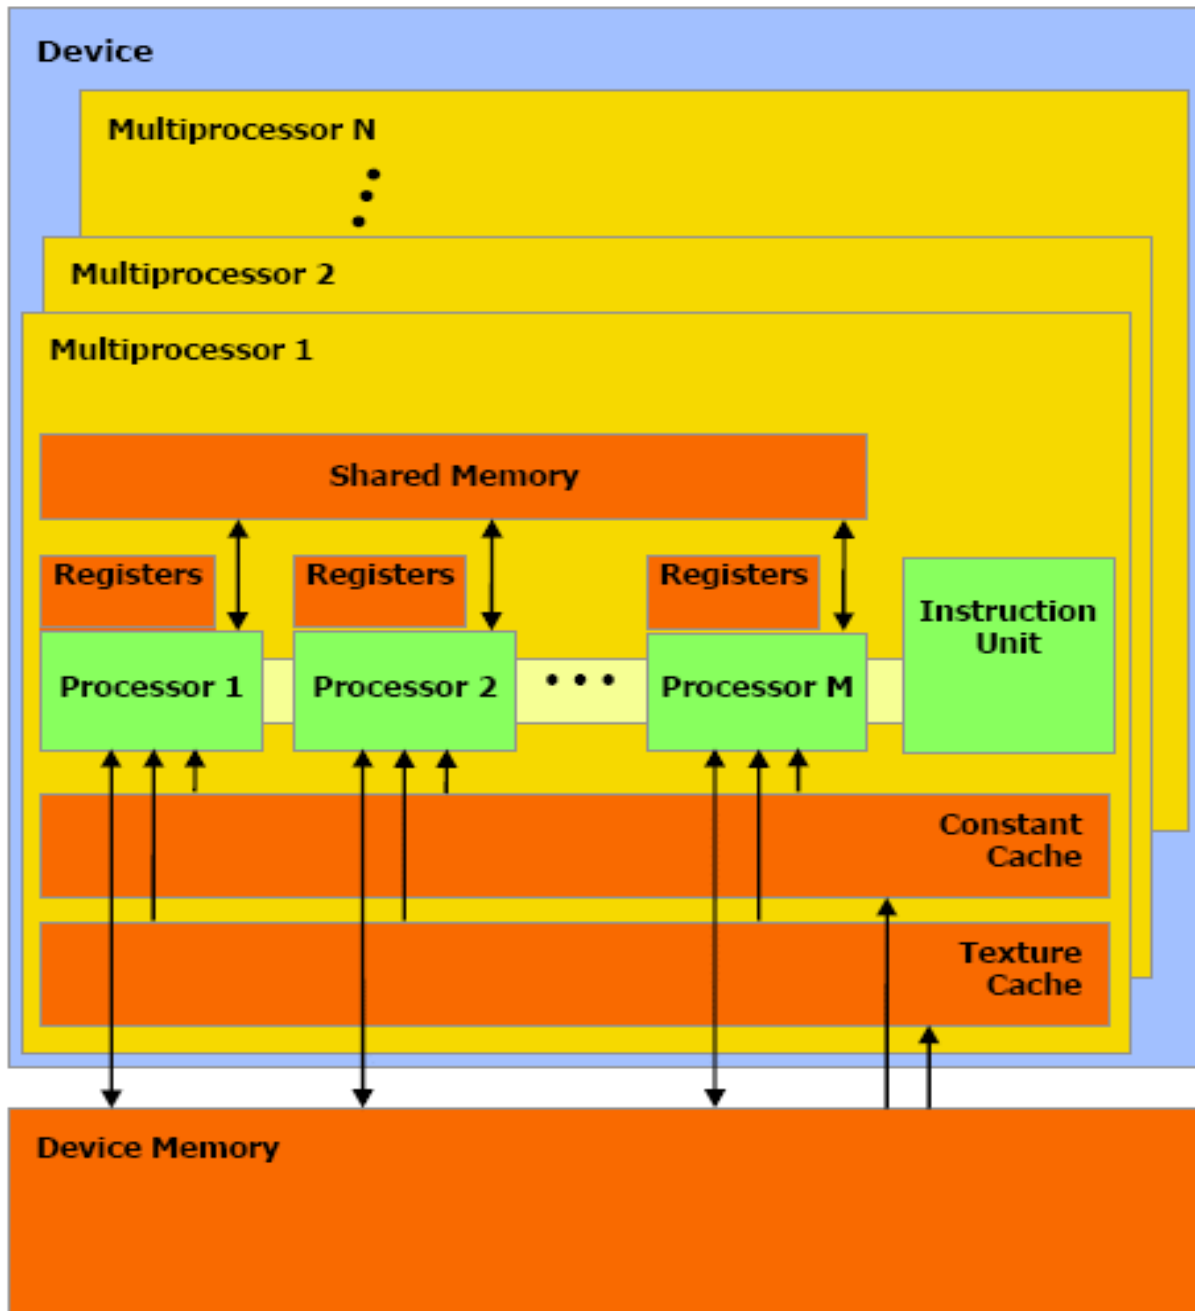 Device
Multiprocessor N
Multiprocessor 2
Multiprocessor 1
Shared Memory
Registers
Registers
Registers
Instruction
Unit
Processor 1
Processor 2
Processor M
Constant
Cache
Texture
Cache
Device Memory